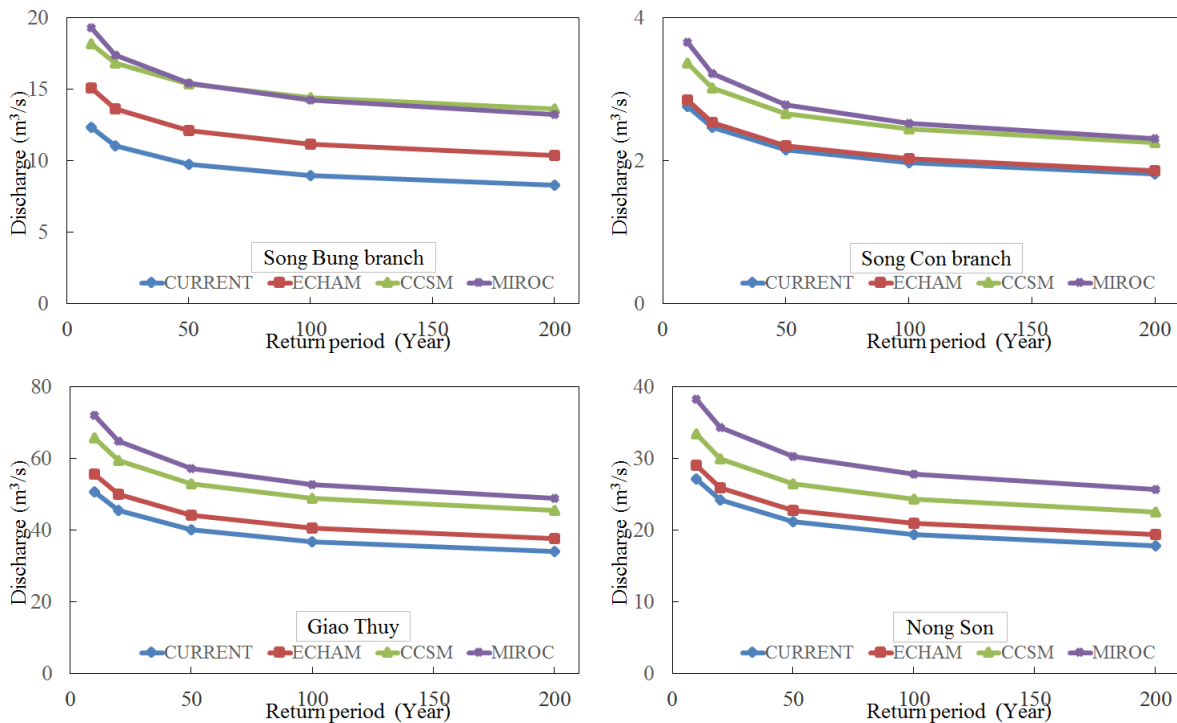 20
15
10
5
0
Discharge (m³/s)
Song Bung branch
CURRENT ECHAM CCSM MIROC
0 50 100 150 200
Return period (Year)
4
2
0
Discharge (m³/s)
Song Con branch
CURRENT ECHAM CCSM MIROC
0 50 100 150 200
Return period (Year)
80
60
40
20
0
Discharge (m³/s)
Giao Thuy
CURRENT ECHAM CCSM MIROC
0 50 100 150 200
Return period (Year)
40
30
20
10
0
Discharge (m³/s)
Nong Son
CURRENT ECHAM CCSM MIROC
0 50 100 150 200
Return period (Year)